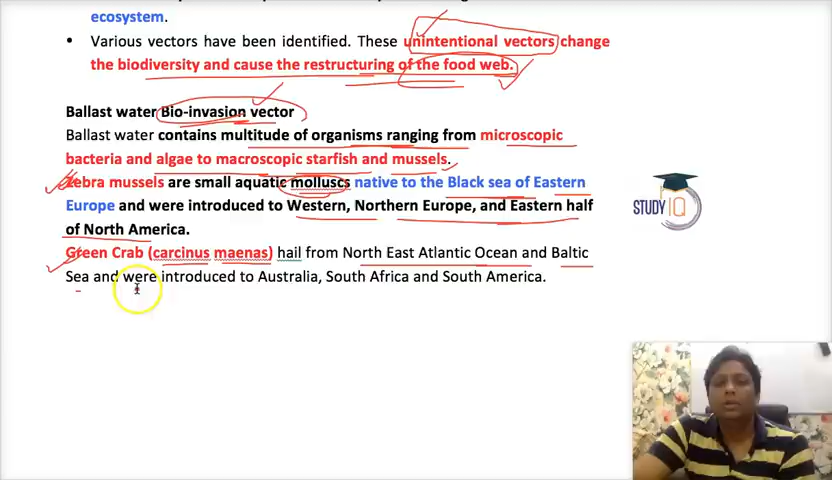 ecosystem.
• Various vectors have been identified. These unintentional vectors change
the biodiversity and cause the restructuring of the food web.
Ballast water Bio-invasion vector
Ballast water contains multitude of organisms ranging from microscopic
bacteria and algae to macroscopic starfish and mussels.
Zebra mussels are small aquatic molluscs native to the Black sea of Eastern
Europe and were introduced to Western, Northern Europe, and Eastern half
of North America.
Green Crab (carcinus maenas) hail from North East Atlantic Ocean and Baltic
Sea and were introduced to Australia, South Africa and South America.
STUDY IQ